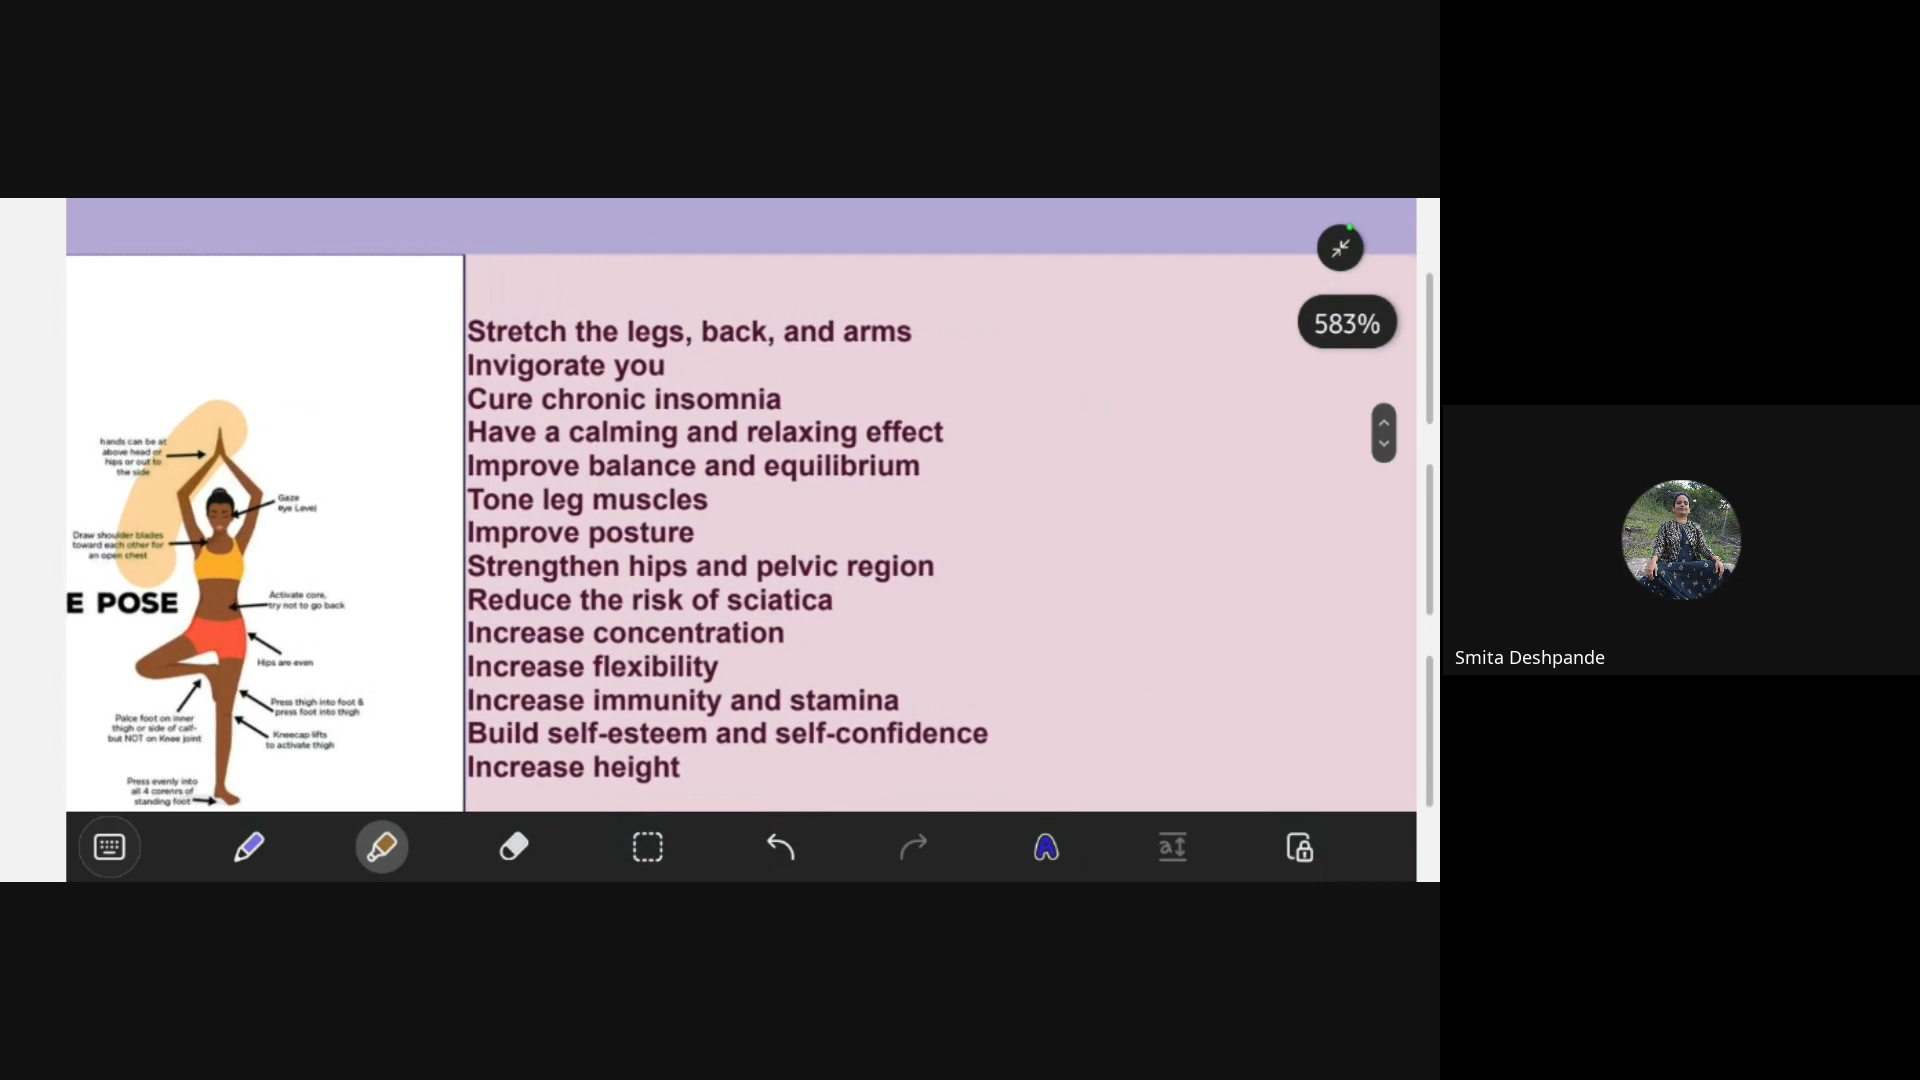 583%
Stretch the legs, back, and arms
Invigorate you
Cure chronic insomnia
Have a calming and relaxing effect
Improve balance and equilibrium
Tone leg muscles
Improve posture
Strengthen hips and pelvic region
Reduce the risk of sciatica
Increase concentration
Increase flexibility
Increase immunity and stamina
Build self-esteem and self-confidence
Increase height
hands can be at
above head or
hips or out to
the side
Gaze
eye Level
Draw shoulder blades
toward each other for
an open chest
E POSE
Activate core,
try not to go back
Hips are even
Press thigh into foot &
press foot into thigh
Palce foot on inner
thigh or side of calf-
but NOT on Knee joint
Kneecap lifts
to activate thigh
Press evenly into
all 4 corenrs of
standing foot
Smita Deshpande